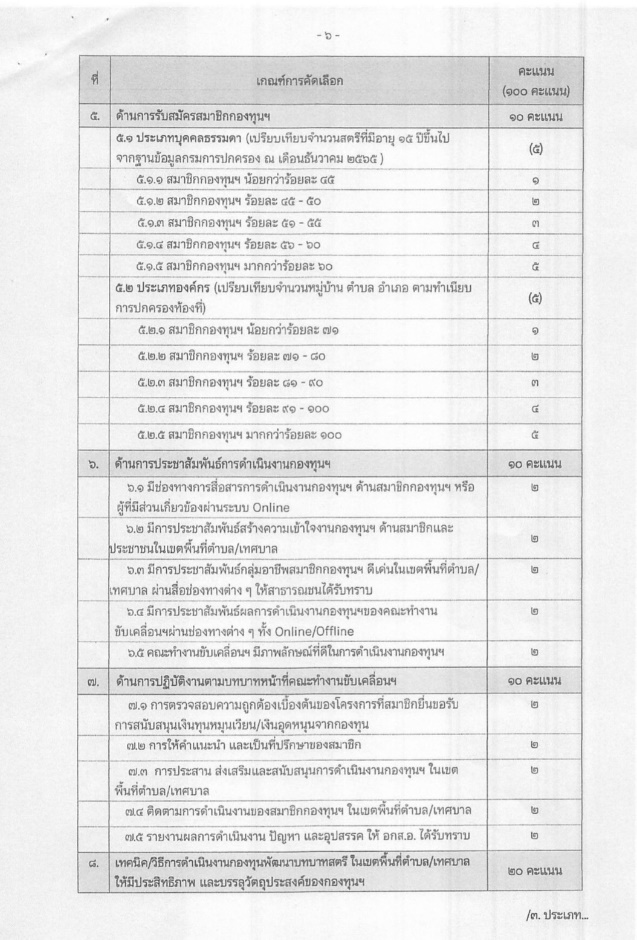 - ๖ -
ที่ เกณฑ์การคัดเลือก คะแนน
(๑๐๐ คะแนน)
๕. ด้านการรับสมัครสมาชิกกองทุนฯ ๑๐ คะแนน
๕.๑ ประเภทบุคคลธรรมดา (เปรียบเทียบจำนวนสตรีที่มีอายุ ๑๕ ปีขึ้นไป
จากฐานข้อมูลกรมการปกครอง ณ เดือนธันวาคม ๒๕๖๕ ) (๕)
๕.๑.๑ สมาชิกกองทุนฯ น้อยกว่าร้อยละ ๔๕ ๑
๕.๑.๒ สมาชิกกองทุนฯ ร้อยละ ๔๕ - ๕๐ ๒
๕.๑.๓ สมาชิกกองทุนฯ ร้อยละ ๕๑ - ๕๕ ๓
๕.๑.๔ สมาชิกกองทุนฯ ร้อยละ ๕๖ - ๖๐ ๔
๕.๑.๕ สมาชิกกองทุนฯ มากกว่าร้อยละ ๖๐ ๕
๕.๒ ประเภทองค์กร (เปรียบเทียบจำนวนหมู่บ้าน ตำบล อำเภอ ตามทำเนียบ
การปกครองท้องที่) (๕)
๕.๒.๑ สมาชิกกองทุนฯ น้อยกว่าร้อยละ ๗๑ ๑
๕.๒.๒ สมาชิกกองทุนฯ ร้อยละ ๗๑ - ๘๐ ๒
๕.๒.๓ สมาชิกกองทุนฯ ร้อยละ ๘๑ - ๙๐ ๓
๕.๒.๔ สมาชิกกองทุนฯ ร้อยละ ๙๑ - ๑๐๐ ๔
๕.๒.๕ สมาชิกกองทุนฯ มากกว่าร้อยละ ๑๐๐ ๕
๖. ด้านการประชาสัมพันธ์การดำเนินงานกองทุนฯ ๑๐ คะแนน
๖.๑ มีช่องทางการสื่อสารการดำเนินงานกองทุนฯ ด้านสมาชิกกองทุนฯ หรือ ๒
ผู้ที่มีส่วนเกี่ยวข้องผ่านระบบ Online
๖.๒ มีการประชาสัมพันธ์สร้างความเข้าใจงานกองทุนฯ ด้านสมาชิกและ
ประชาชนในเขตพื้นที่ตำบล/เทศบาล ๒
๖.๓ มีการประชาสัมพันธ์กลุ่มอาชีพสมาชิกกองทุนฯ ดีเด่นในเขตพื้นที่ตำบล/ ๒
เทศบาล ผ่านสื่อช่องทางต่าง ๆ ให้สาธารณชนได้รับทราบ
๖.๔ มีการประชาสัมพันธ์ผลการดำเนินงานกองทุนฯของคณะทำงาน ๒
ขับเคลื่อนฯผ่านช่องทางต่าง ๆ ทั้ง Online/Offline
๖.๕ คณะทำงานขับเคลื่อนฯ มีภาพลักษณ์ที่ดีในการดำเนินงานกองทุนฯ ๒
๗. ด้านการปฏิบัติงานตามบทบาทหน้าที่คณะทำงานขับเคลื่อนฯ ๑๐ คะแนน
๗.๑ การตรวจสอบความถูกต้องเบื้องต้นของโครงการที่สมาชิกยื่นขอรับ ๒
การสนับสนุนเงินทุนหมุนเวียน/เงินอุดหนุนจากกองทุน
๗.๒ การให้คำแนะนำ และเป็นที่ปรึกษาของสมาชิก ๒
๗.๓ การประสาน ส่งเสริมและสนับสนุนการดำเนินงานกองทุนฯ ในเขต ๒
พื้นที่ตำบล/เทศบาล
๗.๔ ติดตามการดำเนินงานของสมาชิกกองทุนฯ ในเขตพื้นที่ตำบล/เทศบาล ๒
๗.๕ รายงานผลการดำเนินงาน ปัญหา และอุปสรรค ให้ อกส.อ. ได้รับทราบ ๒
๘. เทคนิค/วิธีการดำเนินงานกองทุนพัฒนาบทบาทสตรี ในเขตพื้นที่ตำบล/เทศบาล
ให้มีประสิทธิภาพ และบรรลุวัตถุประสงค์ของกองทุนฯ ๒๐ คะแนน
/๓. ประเภท...